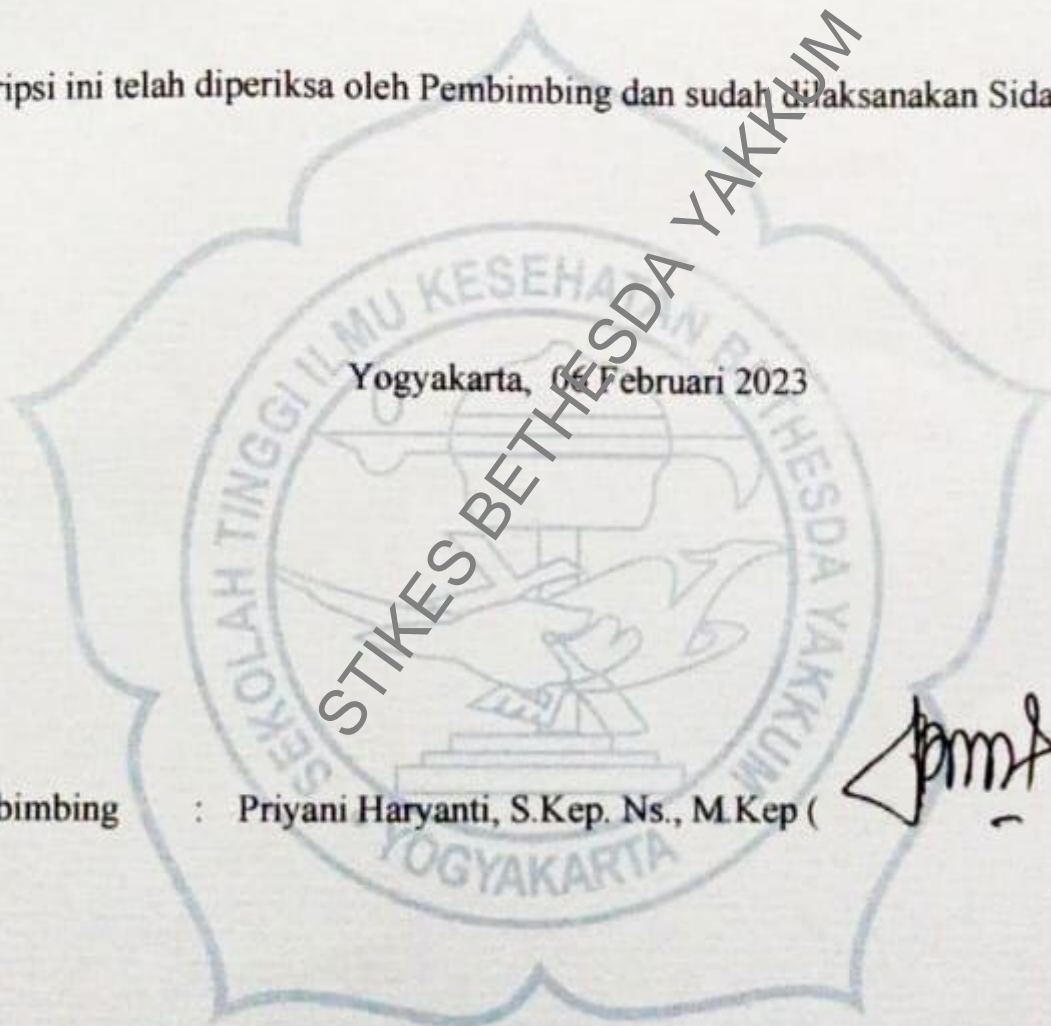 ripsi ini telah diperiksa oleh Pembimbing dan sudah dilaksanakan Sida
Yogyakarta, Februari 2023
bimbing : Priyani Haryanti, S.Kep. Ns., M.Kep (
SEKOLAH TINGGI ILMU KESEHATAN BETHESDA YAKKUM
YOGYAKARTA
STIKES BETHESDA YAKKUM